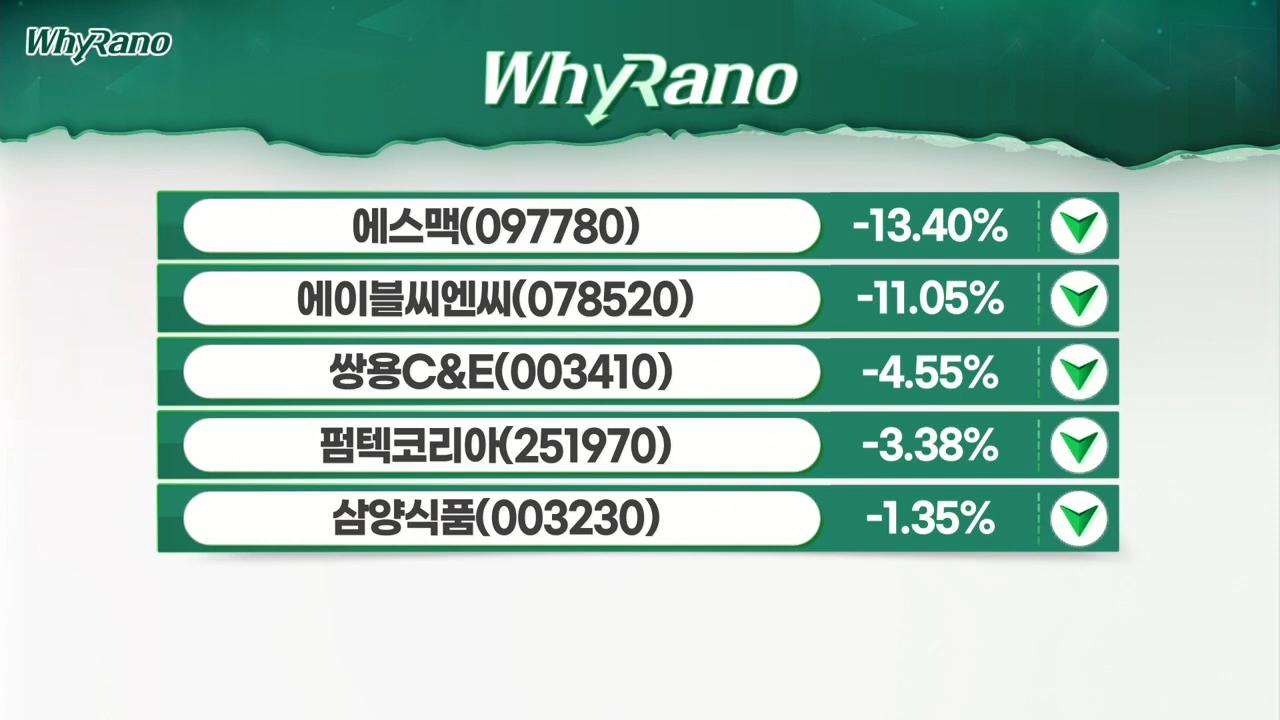 WhyRano
WhyRano
에스맥(097780) -13.40%
에이블씨엔씨(078520) -11.05%
쌍용C&E(003410) -4.55%
펌텍코리아(251970) -3.38%
삼양식품(003230) -1.35%